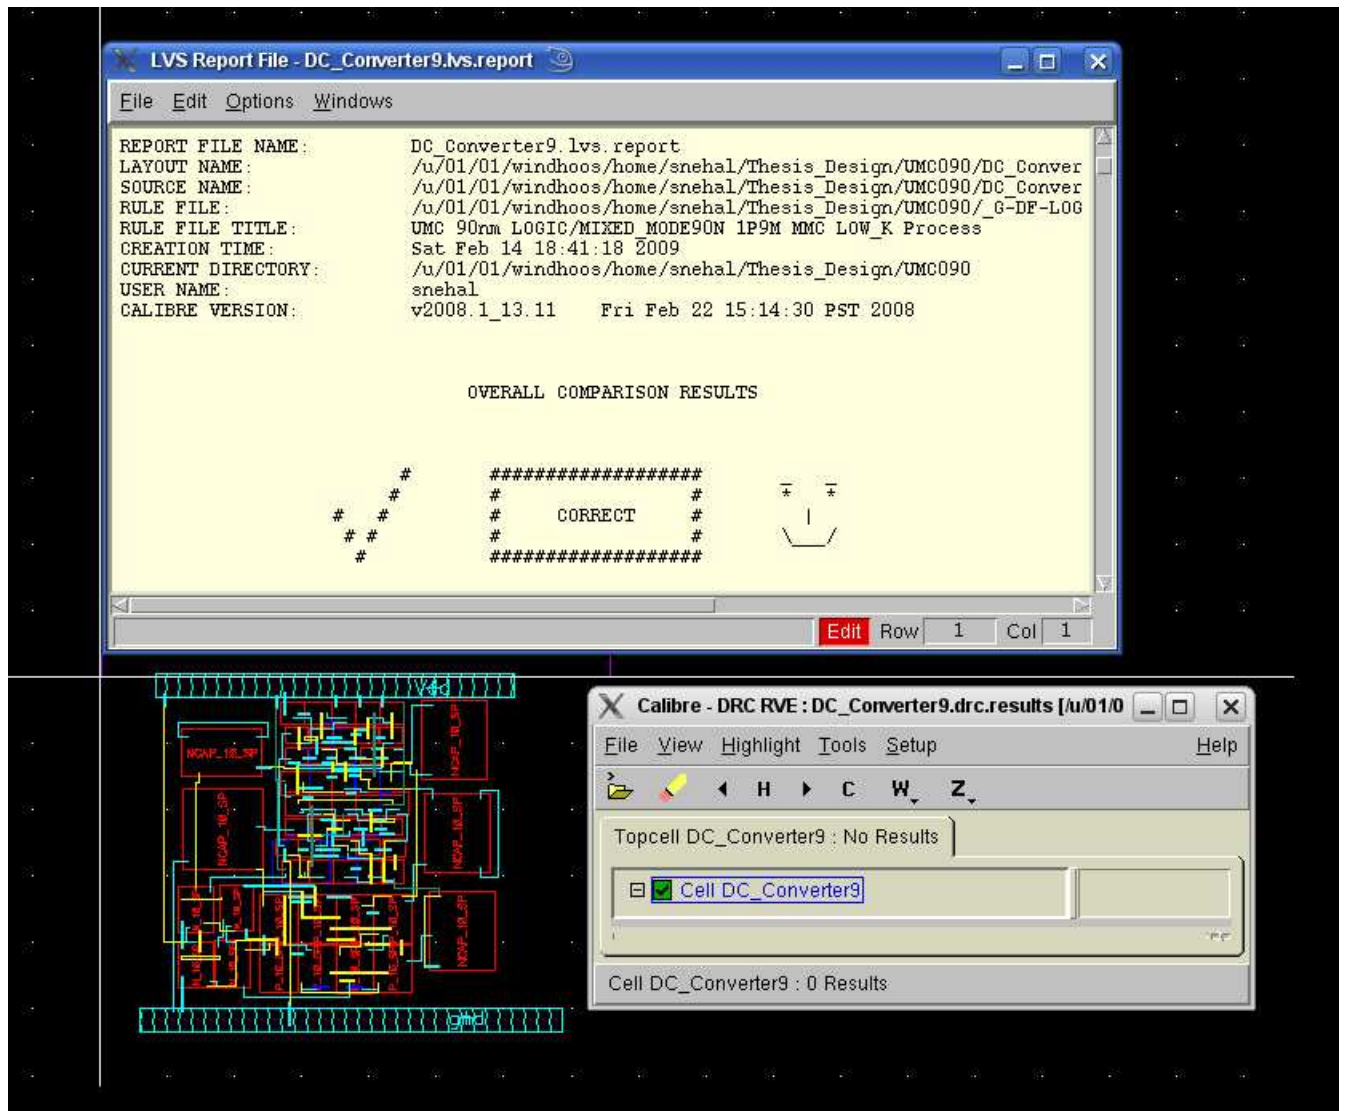 LVS Report File - DC_Converter9.lvs.report
File Edit Options Windows
REPORT FILE NAME: DC_Converter9.lvs.report
LAYOUT NAME: /u/01/01/windhoos/home/snehal/Thesis_Design/UMC090/DC_Conver
SOURCE NAME: /u/01/01/windhoos/home/snehal/Thesis_Design/UMC090/DC_Conver
RULE FILE: /u/01/01/windhoos/home/snehal/Thesis_Design/UMC090/_G-DF-LOG
RULE FILE TITLE: UMC 90nm LOGIC/MIXED_MODE90N 1P9M MMC LOW_K Process
CREATION TIME: Sat Feb 14 18:41:18 2009
CURRENT DIRECTORY: /u/01/01/windhoos/home/snehal/Thesis_Design/UMC090
USER NAME: snehal
CALIBRE VERSION: v2008.1_13.11 Fri Feb 22 15:14:30 PST 2008
OVERALL COMPARISON RESULTS
# ###################
# # #
# # # CORRECT #
# # # #
# ###################
Edit Row 1 Col 1
Vdd
NCAP_10_SP
NCAP_10_SP
NCAP_10_SP
NCAP_10_SP
NCAP_10_SP
gnd
Calibre - DRC RVE : DC_Converter9.drc.results [/u/01/0
File View Highlight Tools Setup Help
H C W Z
Topcell DC_Converter9 : No Results
Cell DC_Converter9
Cell DC_Converter9 : 0 Results